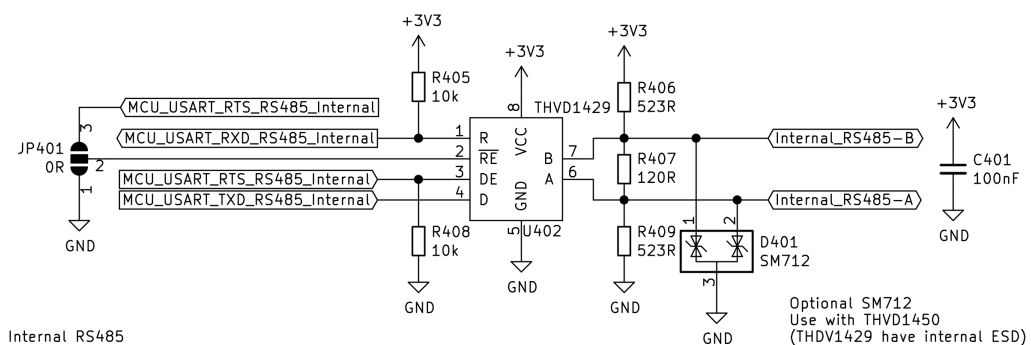 +3V3
+3V3
+3V3
R405
10k
R406
523R
THVD1429
+3V3
C401
100nF
GND
MCU_USART_RTS_RS485_Internal
MCU_USART_RXD_RS485_Internal
MCU_USART_RTS_RS485_Internal
MCU_USART_TXD_RS485_Internal
JP401
0R
3
2
1
GND
1
2
3
4
R
RE
DE
D
8
VCC
GND
5
B
A
7
6
U402
GND
R408
10k
GND
R407
120R
R409
523R
GND
Internal_RS485-B
Internal_RS485-A
1
2
3
D401
SM712
GND
Optional SM712
Use with THVD1450
(THDV1429 have internal ESD)
Internal RS485